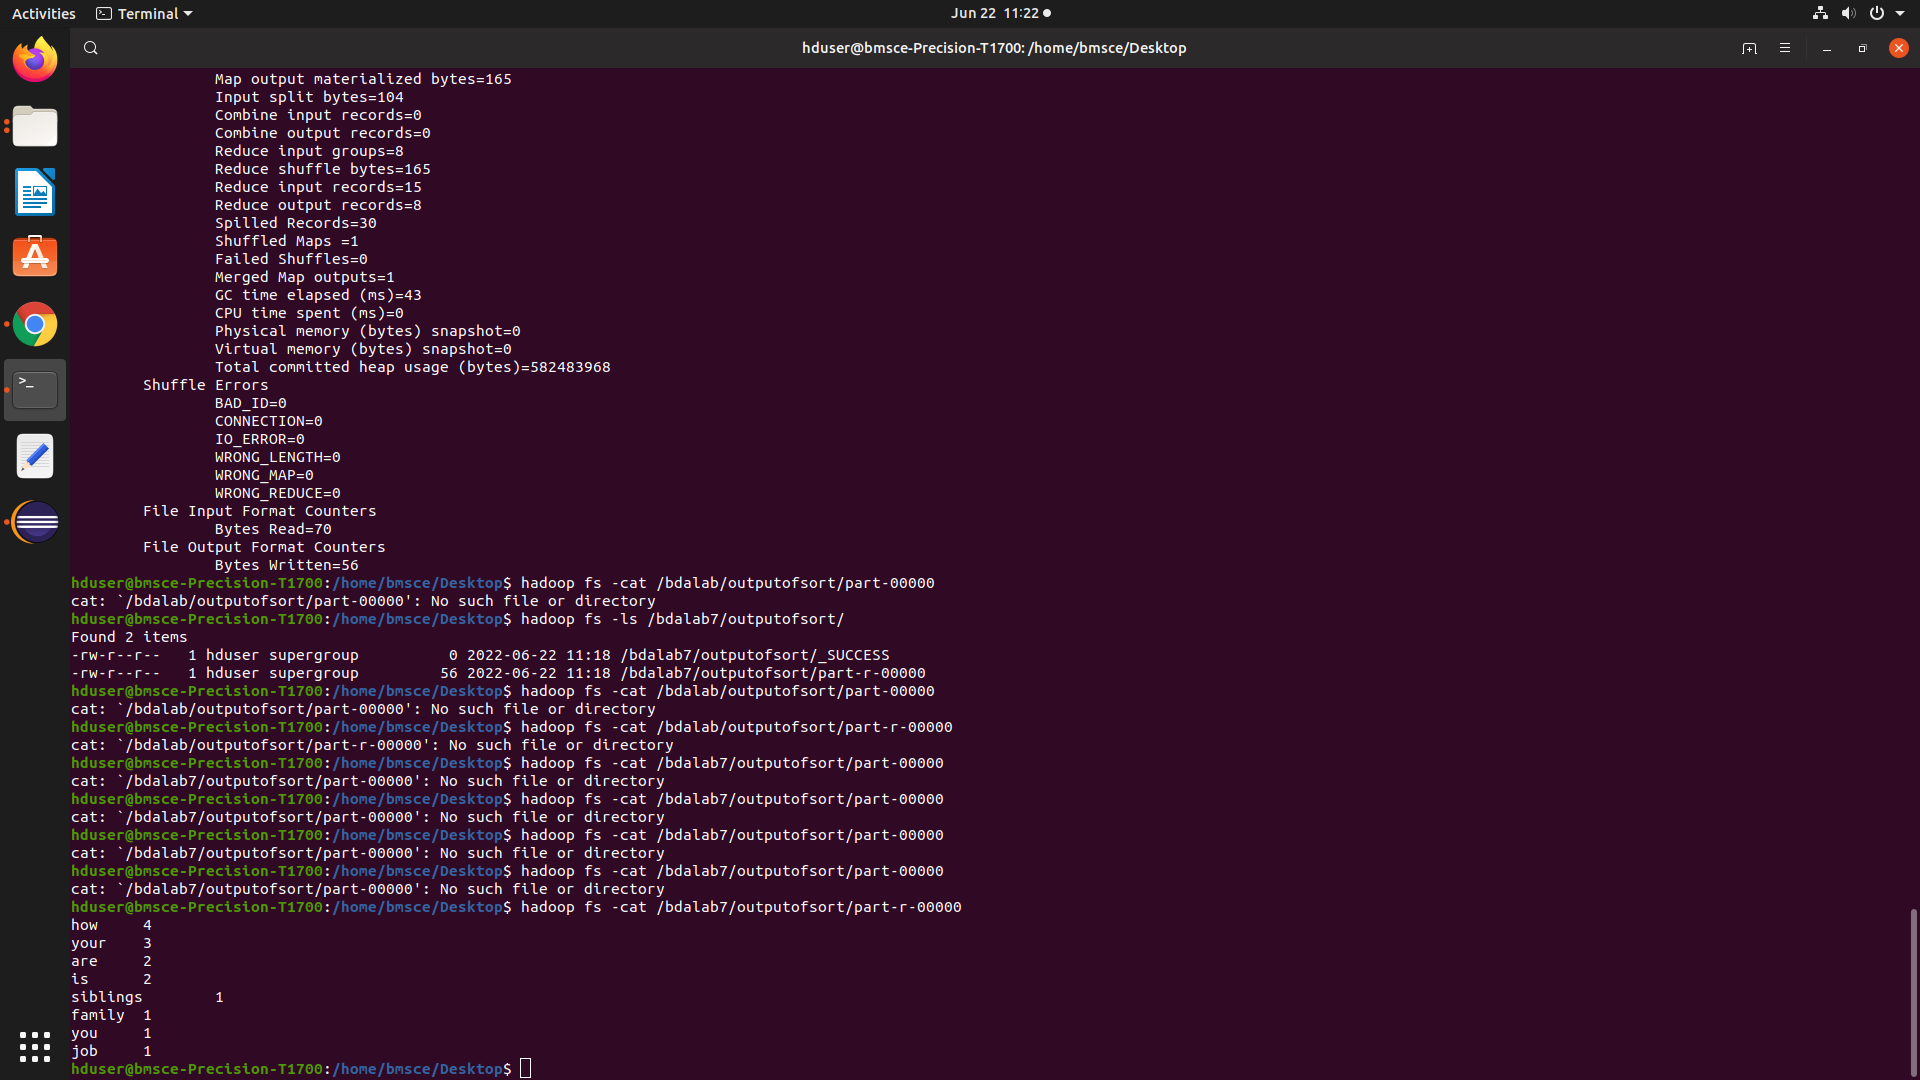 Activities Terminal Jun 22 11:22
hduser@bmsce-Precision-T1700: /home/bmsce/Desktop
Map output materialized bytes=165
Input split bytes=104
Combine input records=0
Combine output records=0
Reduce input groups=8
Reduce shuffle bytes=165
Reduce input records=15
Reduce output records=8
Spilled Records=30
Shuffled Maps =1
Failed Shuffles=0
Merged Map outputs=1
GC time elapsed (ms)=43
CPU time spent (ms)=0
Physical memory (bytes) snapshot=0
Virtual memory (bytes) snapshot=0
Total committed heap usage (bytes)=582483968
Shuffle Errors
BAD_ID=0
CONNECTION=0
IO_ERROR=0
WRONG_LENGTH=0
WRONG_MAP=0
WRONG_REDUCE=0
File Input Format Counters
Bytes Read=70
File Output Format Counters
Bytes Written=56
hduser@bmsce-Precision-T1700:/home/bmsce/Desktop$ hadoop fs -cat /bdalab/outputofsort/part-00000
cat: `/bdalab/outputofsort/part-00000': No such file or directory
hduser@bmsce-Precision-T1700:/home/bmsce/Desktop$ hadoop fs -ls /bdalab7/outputofsort/
Found 2 items
-rw-r--r--   1 hduser supergroup          0 2022-06-22 11:18 /bdalab7/outputofsort/_SUCCESS
-rw-r--r--   1 hduser supergroup         56 2022-06-22 11:18 /bdalab7/outputofsort/part-r-00000
hduser@bmsce-Precision-T1700:/home/bmsce/Desktop$ hadoop fs -cat /bdalab/outputofsort/part-00000
cat: `/bdalab/outputofsort/part-00000': No such file or directory
hduser@bmsce-Precision-T1700:/home/bmsce/Desktop$ hadoop fs -cat /bdalab/outputofsort/part-r-00000
cat: `/bdalab/outputofsort/part-r-00000': No such file or directory
hduser@bmsce-Precision-T1700:/home/bmsce/Desktop$ hadoop fs -cat /bdalab7/outputofsort/part-00000
cat: `/bdalab7/outputofsort/part-00000': No such file or directory
hduser@bmsce-Precision-T1700:/home/bmsce/Desktop$ hadoop fs -cat /bdalab7/outputofsort/part-00000
cat: `/bdalab7/outputofsort/part-00000': No such file or directory
hduser@bmsce-Precision-T1700:/home/bmsce/Desktop$ hadoop fs -cat /bdalab7/outputofsort/part-00000
cat: `/bdalab7/outputofsort/part-00000': No such file or directory
hduser@bmsce-Precision-T1700:/home/bmsce/Desktop$ hadoop fs -cat /bdalab7/outputofsort/part-00000
cat: `/bdalab7/outputofsort/part-00000': No such file or directory
hduser@bmsce-Precision-T1700:/home/bmsce/Desktop$ hadoop fs -cat /bdalab7/outputofsort/part-r-00000
how     4
your    3
are     2
is      2
siblings        1
family  1
you     1
job     1
hduser@bmsce-Precision-T1700:/home/bmsce/Desktop$